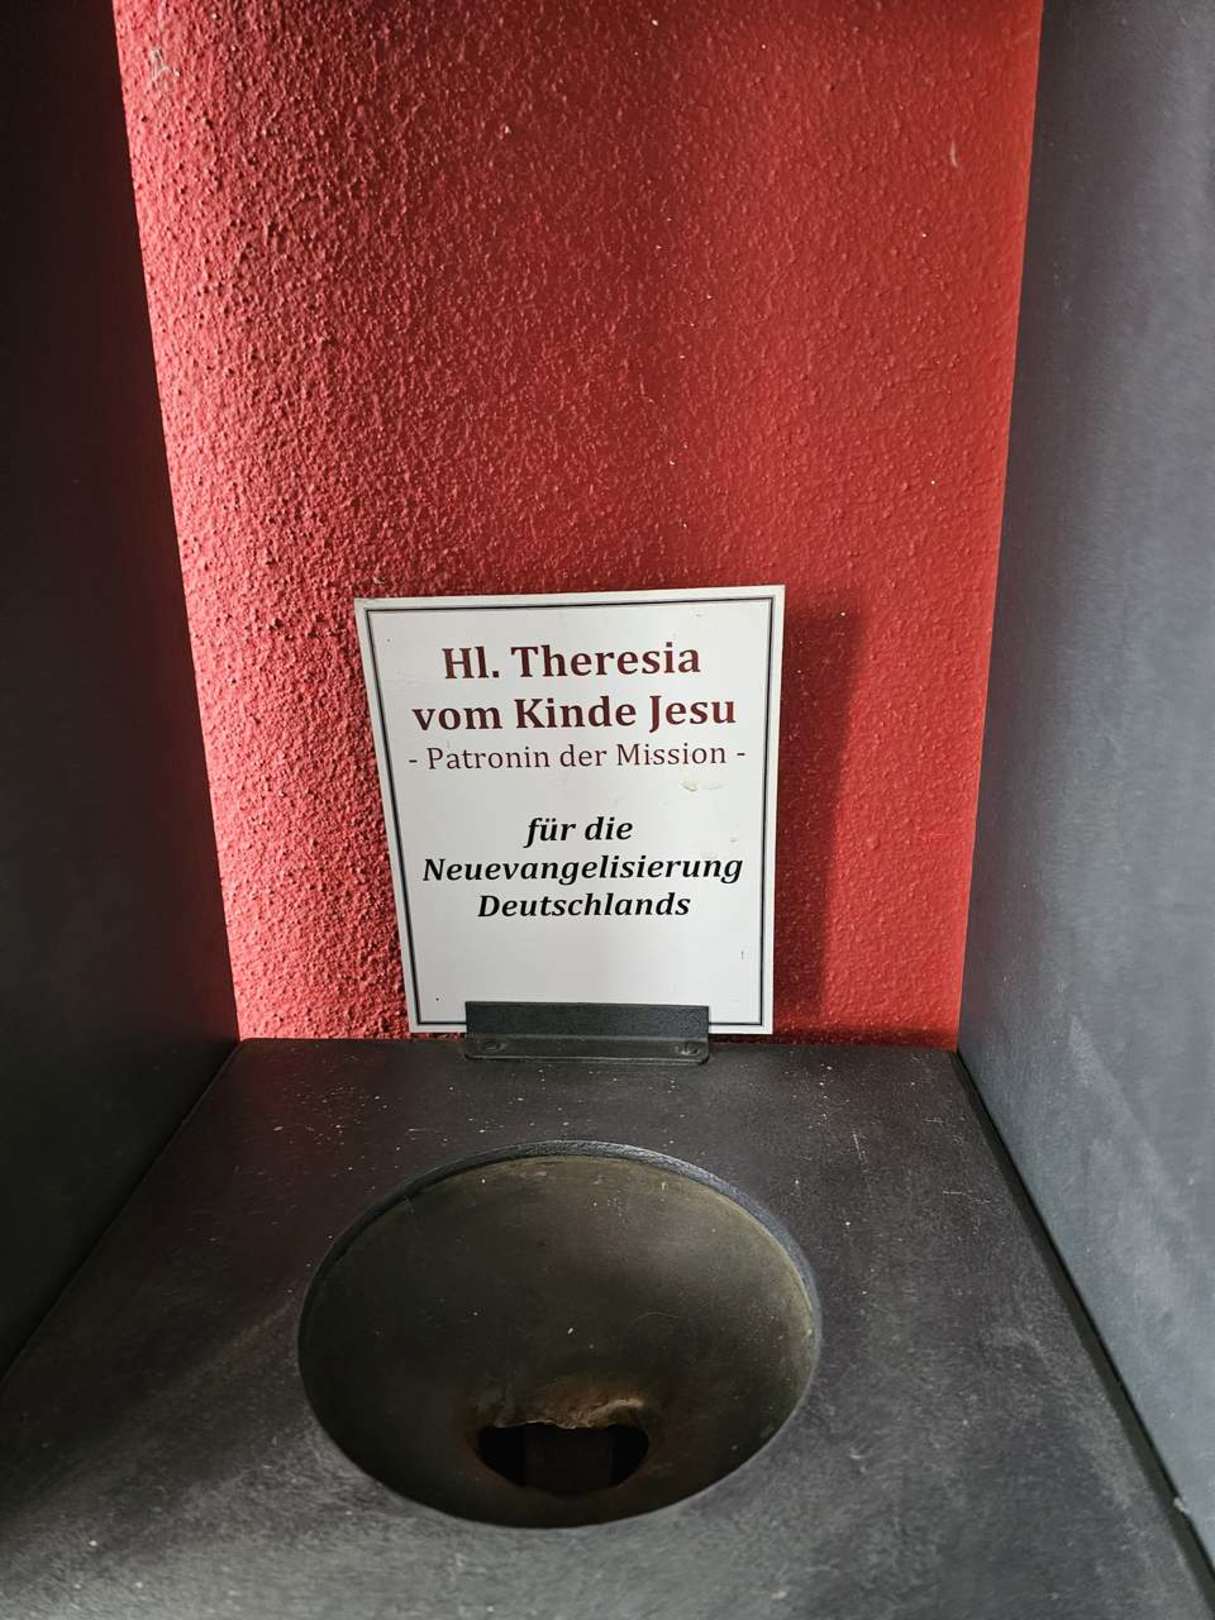 Hl. Theresia
vom Kinde Jesu
- Patronin der Mission -
für die
Neuevangelisierung
Deutschlands